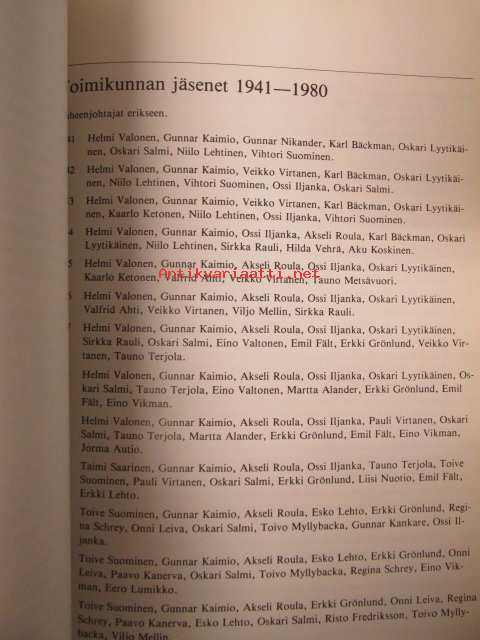 Toimikunnan jäsenet 1941—1980
heenjohtajat erikseen.
41 Helmi Valonen, Gunnar Kaimio, Gunnar Nikander, Karl Bäckman, Oskari Lyytikäi-
nen, Oskari Salmi, Niilo Lehtinen, Vihtori Suominen.
42 Helmi Valonen, Gunnar Kaimio, Veikko Virtanen, Karl Bäckman, Oskari Lyytikäi-
nen, Niilo Lehtinen, Vihtori Suominen, Ossi Iljanka, Oskari Salmi.
3 Helmi Valonen, Gunnar Kaimio, Veikko Virtanen, Karl Bäckman, Oskari Lyytikäi-
nen, Kaarlo Ketonen, Niilo Lehtinen, Ossi Iljanka, Vihtori Suominen.
4 Helmi Valonen, Gunnar Kaimio, Ossi Iljanka, Akseli Roula, Karl Bäckman, Oskari
Lyytikäinen, Niilo Lehtinen, Sirkka Rauli, Hilda Vehrä, Aku Koskinen.
5 Helmi Valonen, Gunnar Kaimio, Akseli Roula, Ossi Iljanka, Oskari Lyytikäinen,
Antikvariaatti.net
Kaarlo Ketonen, Valfrid Ahti, Veikko Virtanen, Tauno Metsävuori.
6 Helmi Valonen, Gunnar Kaimio, Akseli Roula, Ossi Iljanka, Oskari Lyytikäinen,
Valfrid Ahti, Veikko Virtanen, Viljo Mellin, Sirkka Rauli.
7 Helmi Valonen, Gunnar Kaimio, Akseli Roula, Ossi Iljanka, Oskari Lyytikäinen,
Sirkka Rauli, Oskari Salmi, Eino Valtonen, Emil Fält, Erkki Grönlund, Veikko Vir-
tanen, Tauno Terjola.
Helmi Valonen, Gunnar Kaimio, Akseli Roula, Ossi Iljanka, Oskari Lyytikäinen, Os-
kari Salmi, Tauno Terjola, Eino Valtonen, Martta Alander, Erkki Grönlund, Emil
Fält, Eino Vikman.
Helmi Valonen, Gunnar Kaimio, Akseli Roula, Ossi Iljanka, Pauli Virtanen, Oskari
Salmi, Tauno Terjola, Martta Alander, Erkki Grönlund, Emil Fält, Eino Vikman,
Jorma Autio.
Taimi Saarinen, Gunnar Kaimio, Akseli Roula, Ossi Iljanka, Tauno Terjola, Toive
Suominen, Pauli Virtanen, Oskari Salmi, Erkki Grönlund, Liisi Nuotio, Emil Fält,
Erkki Lehto.
Toive Suominen, Gunnar Kaimio, Akseli Roula, Esko Lehto, Erkki Grönlund, Regi-
na Schrey, Onni Leiva, Oskari Salmi, Toivo Myllybacka, Gunnar Kankare, Ossi Il-
janka.
Toive Suominen, Gunnar Kaimio, Akseli Roula, Esko Lehto, Erkki Grönlund, Onni
Leiva, Paavo Kanerva, Oskari Salmi, Toivo Myllybacka, Regina Schrey, Eino Vik-
man, Eero Lumikko.
Toive Suominen, Gunnar Kaimio, Akseli Roula, Erkki Grönlund, Onni Leiva, Regina
Schrey, Paavo Kanerva, Esko Lehto, Oskari Salmi, Risto Fredriksson, Toivo Mylly-
backa, Viljo Mellin.